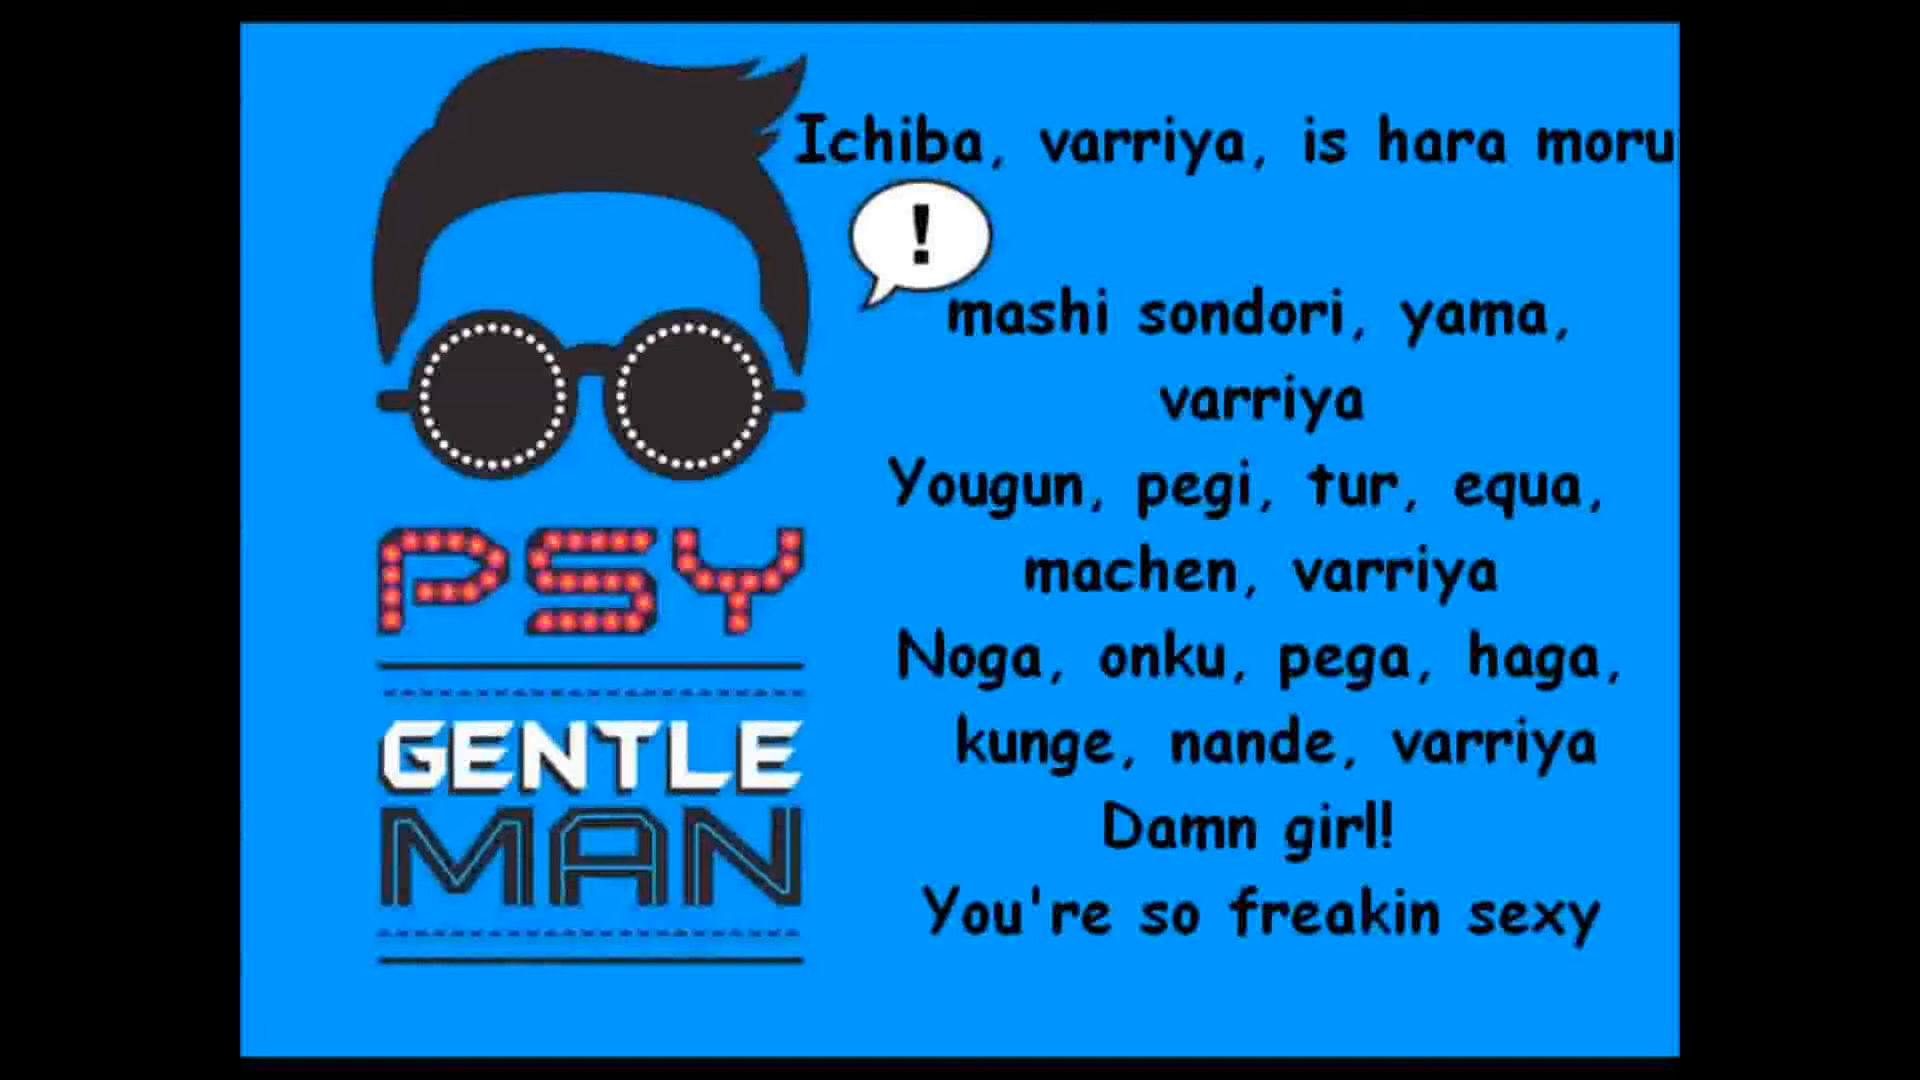 Ichiba, varriya, is hara moru
!
mashi sondori, yama,
varriya
Yougun, pegi, tur, equa,
machen, varriya
Noga, onku, pega, haga,
kunge, nande, varriya
Damn girl!
You're so freakin sexy
PSY
GENTLE
MAN